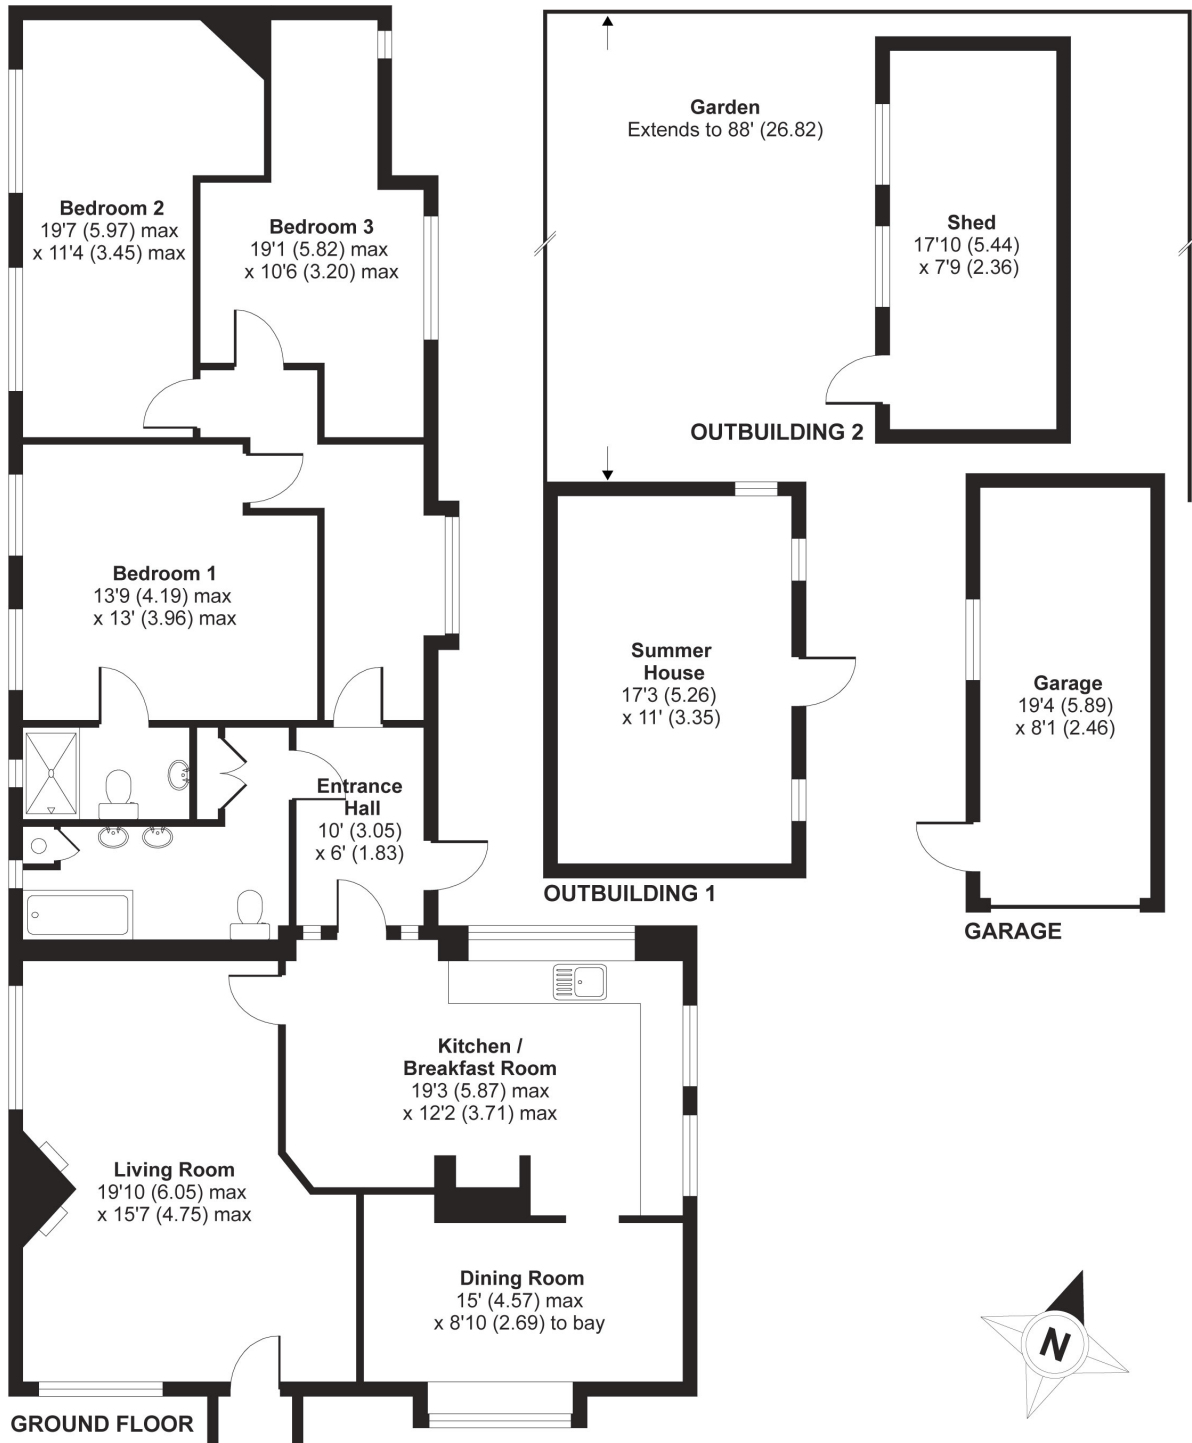 Garden
Extends to 88' (26.82)
Bedroom 2
19'7 (5.97) max
x 11'4 (3.45) max
Bedroom 3
19'1 (5.82) max
x 10'6 (3.20) max
Shed
17'10 (5.44)
x 7'9 (2.36)
OUTBUILDING 2
Bedroom 1
13'9 (4.19) max
x 13' (3.96) max
Summer
House
17'3 (5.26)
x 11' (3.35)
Garage
19'4 (5.89)
x 8'1 (2.46)
Entrance
Hall
10' (3.05)
x 6' (1.83)
OUTBUILDING 1
GARAGE
Kitchen /
Breakfast Room
19'3 (5.87) max
x 12'2 (3.71) max
Living Room
19'10 (6.05) max
x 15'7 (4.75) max
Dining Room
15' (4.57) max
x 8'10 (2.69) to bay
N
GROUND FLOOR